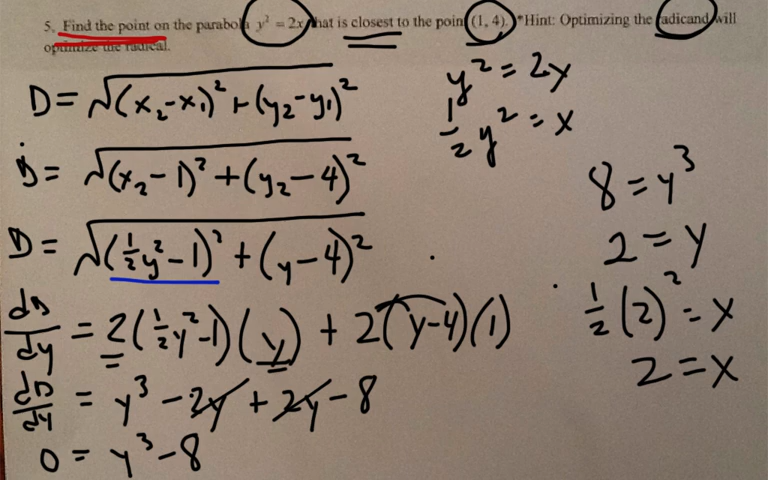 5. Find the point on the parabola y² = 2x that is closest to the point (1, 4). *Hint: Optimizing the radicand will
optimize the radical.
D = √(x₂-x₁)² + (y₂-y₁)²
D = √(x₂-1)² + (y₂-4)²
D = √(½y²-1)² + (y-4)²
dD/dy = 2(½y²-1)(y) + 2(y-4)(1)
dD/dy = y³ - 2y + 2y - 8
0 = y³-8
y² = 2y
½y² = x
8 = y³
2 = y
½(2)² = x
2 = x